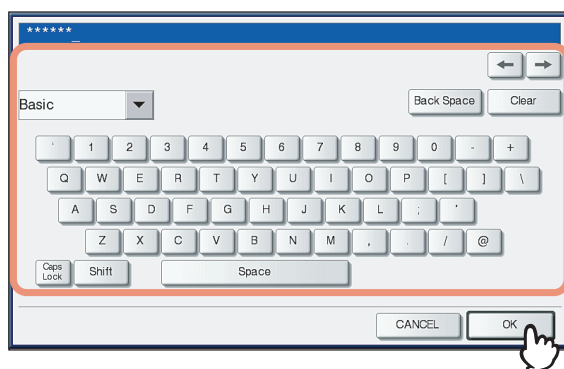 ******_
Basic
Back Space Clear
` 1 2 3 4 5 6 7 8 9 0 - +
Q W E R T Y U I O P [ ] \
A S D F G H J K L ; '
Z X C V B N M , . / @
Caps Lock Shift Space
CANCEL OK